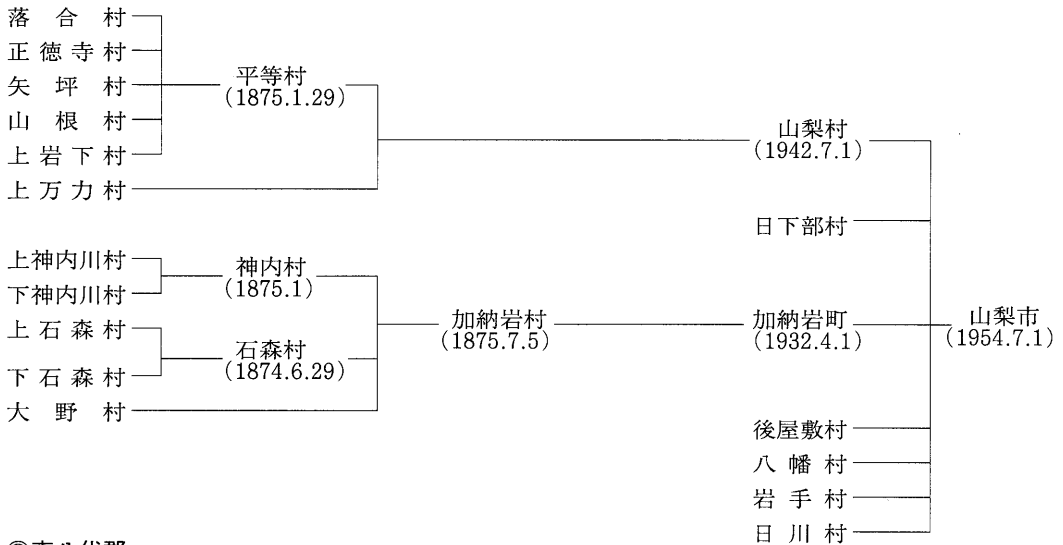 落合村
正徳寺村
矢坪村
山根村
上岩下村
上万力村
平等村
(1875.1.29)
山梨村
(1942.7.1)
日下部村
上神内川村
下神内川村
上石森村
下石森村
大野村
神内村
(1875.1)
石森村
(1874.6.29)
加納岩村
(1875.7.5)
加納岩町
(1932.4.1)
山梨市
(1954.7.1)
後屋敷村
八幡村
岩手村
日川村